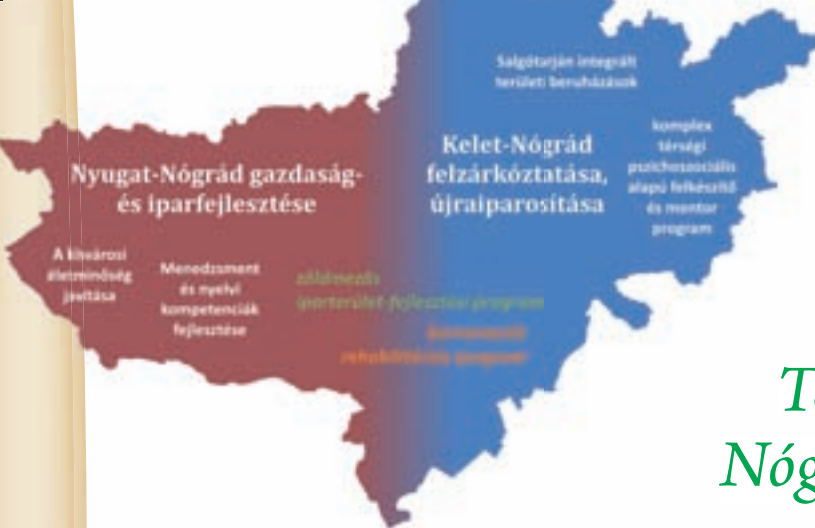 Salgótarján integrált
területi beruházások
Kelet-Nógrád
felzárkóztatása,
újraiparosítása
komplex
térségi
pszichoszociális
alapú felkészítő
és mentor
program
Nyugat-Nógrád gazdaság-
és iparfejlesztése
A kisvárosi
életminőség
javítása
Menedzsment
és nyelvi
kompetenciák
fejlesztése
zöldmezős
iparterület-fejlesztési program
rehabilitációs program
Nóg